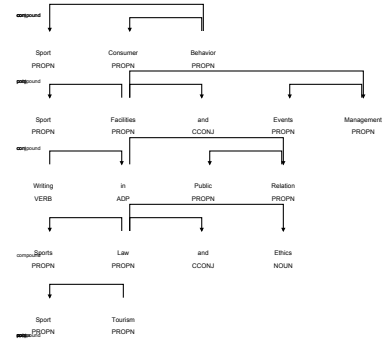 compound
Sport Consumer Behavior
PROPN PROPN PROPN
Sport Facilities and Events Management
PROPN PROPN CCONJ PROPN PROPN
compound
Writing in Public Relation
VERB ADP PROPN PROPN
Sports Law and Ethics
compound
PROPN PROPN CCONJ NOUN
Sport Tourism
PROPN PROPN